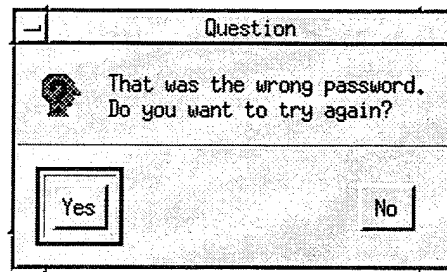 Question
That was the wrong password.
Do you want to try again?
Yes
No